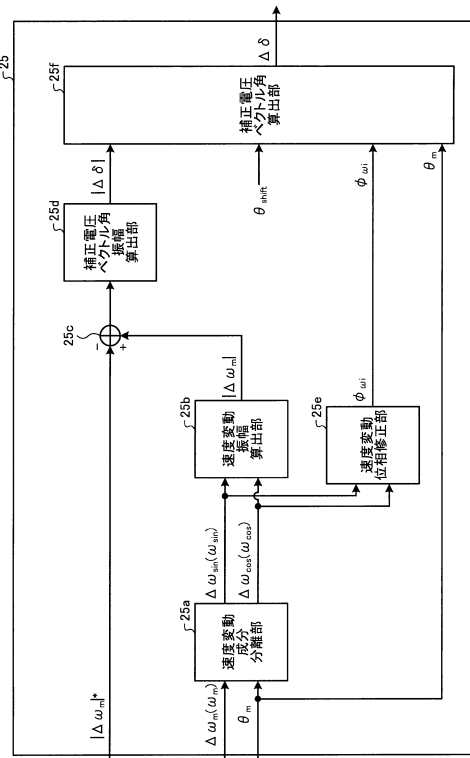 25
|Δωm|*
Δωm(ωm)
θm
25a
速度変動
成分
分離部
Δωsin(ωsin)
Δωcos(ωcos)
25b
速度変動
振幅
算出部
|Δωm|
25c
−
+
25d
補正電圧
ベクトル角
振幅
算出部
|Δδ|
25e
速度変動
位相修正部
φωi
θshift
φωi
θm
25f
補正電圧
ベクトル角
算出部
Δδ